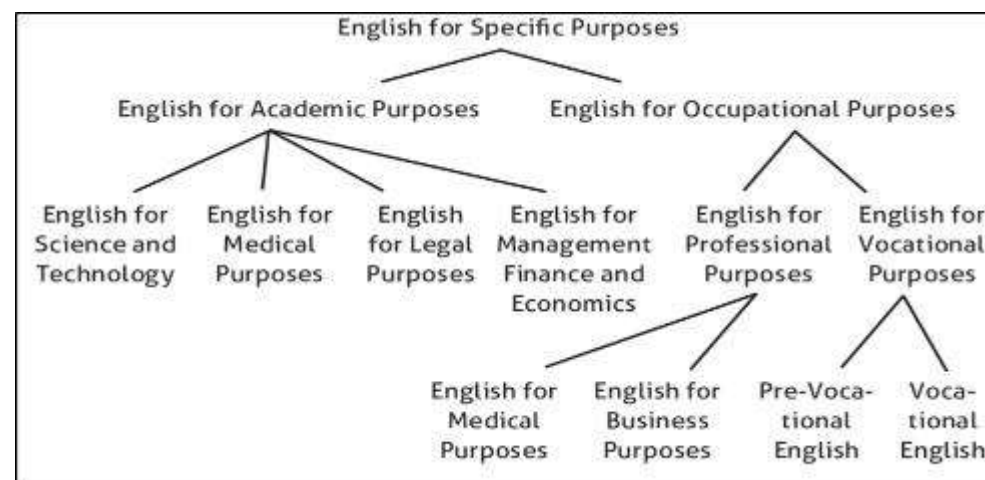 English for Specific Purposes
English for Academic Purposes
English for Occupational Purposes
English for
Science and
Technology
English for
Medical
Purposes
English
for Legal
Purposes
English for
Management
Finance and
Economics
English for
Professional
Purposes
English for
Vocational
Purposes
English for
Medical
Purposes
English for
Business
Purposes
Pre-Voca-
tional
English
Voca-
tional
English